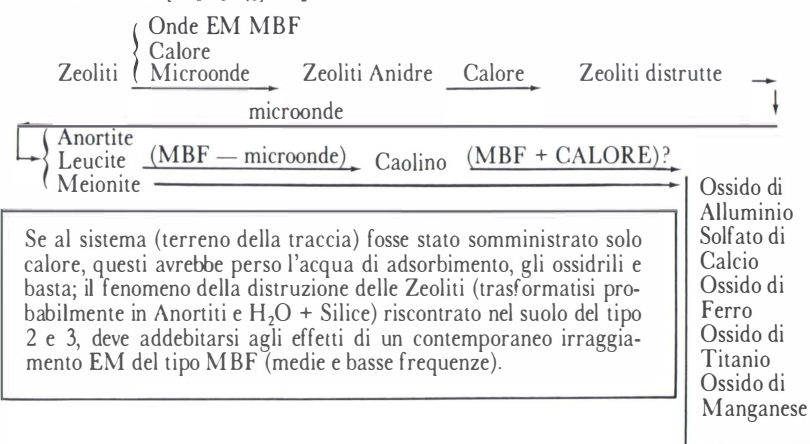 Onde EM MBF
Calore
Zeoliti Microonde Zeoliti Anidre Calore Zeoliti distrutte
microonde
Anortite
Leucite (MBF — microonde) Caolino (MBF + CALORE)?
Meionite
Ossido di
Alluminio
Solfato di
Calcio
Ossido di
Ferro
Ossido di
Titanio
Ossido di
Manganese
Se al sistema (terreno della traccia) fosse stato somministrato solo
calore, questi avrebbe perso l'acqua di adsorbimento, gli ossidrili e
basta; il fenomeno della distruzione delle Zeoliti (trasformatisi pro-
babilmente in Anortiti e H₂O + Silice) riscontrato nel suolo del tipo
2 e 3, deve addebitarsi agli effetti di un contemporaneo irraggia-
mento EM del tipo MBF (medie e basse frequenze).